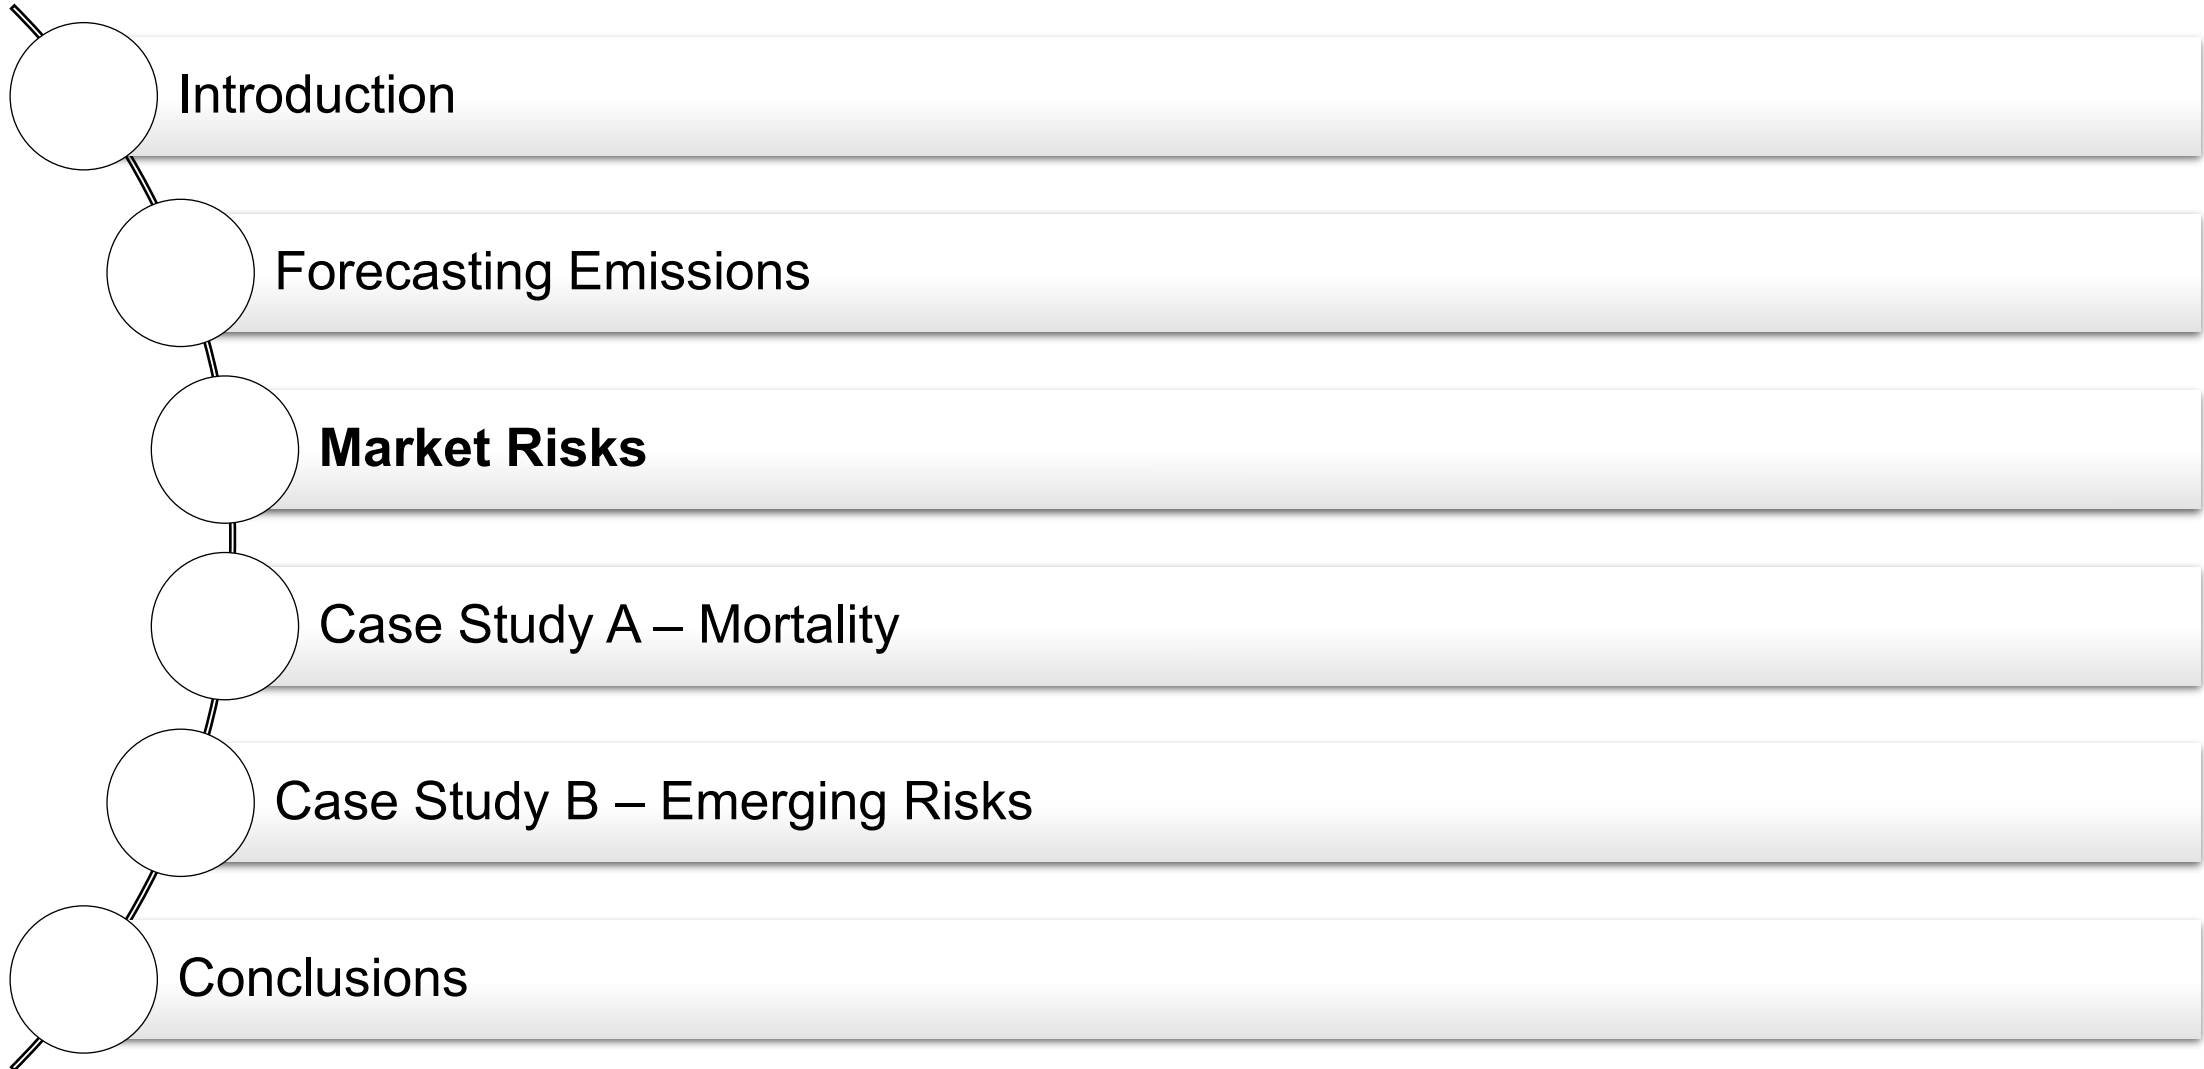 Introduction
Forecasting Emissions
Market Risks
Case Study A – Mortality
Case Study B – Emerging Risks
Conclusions